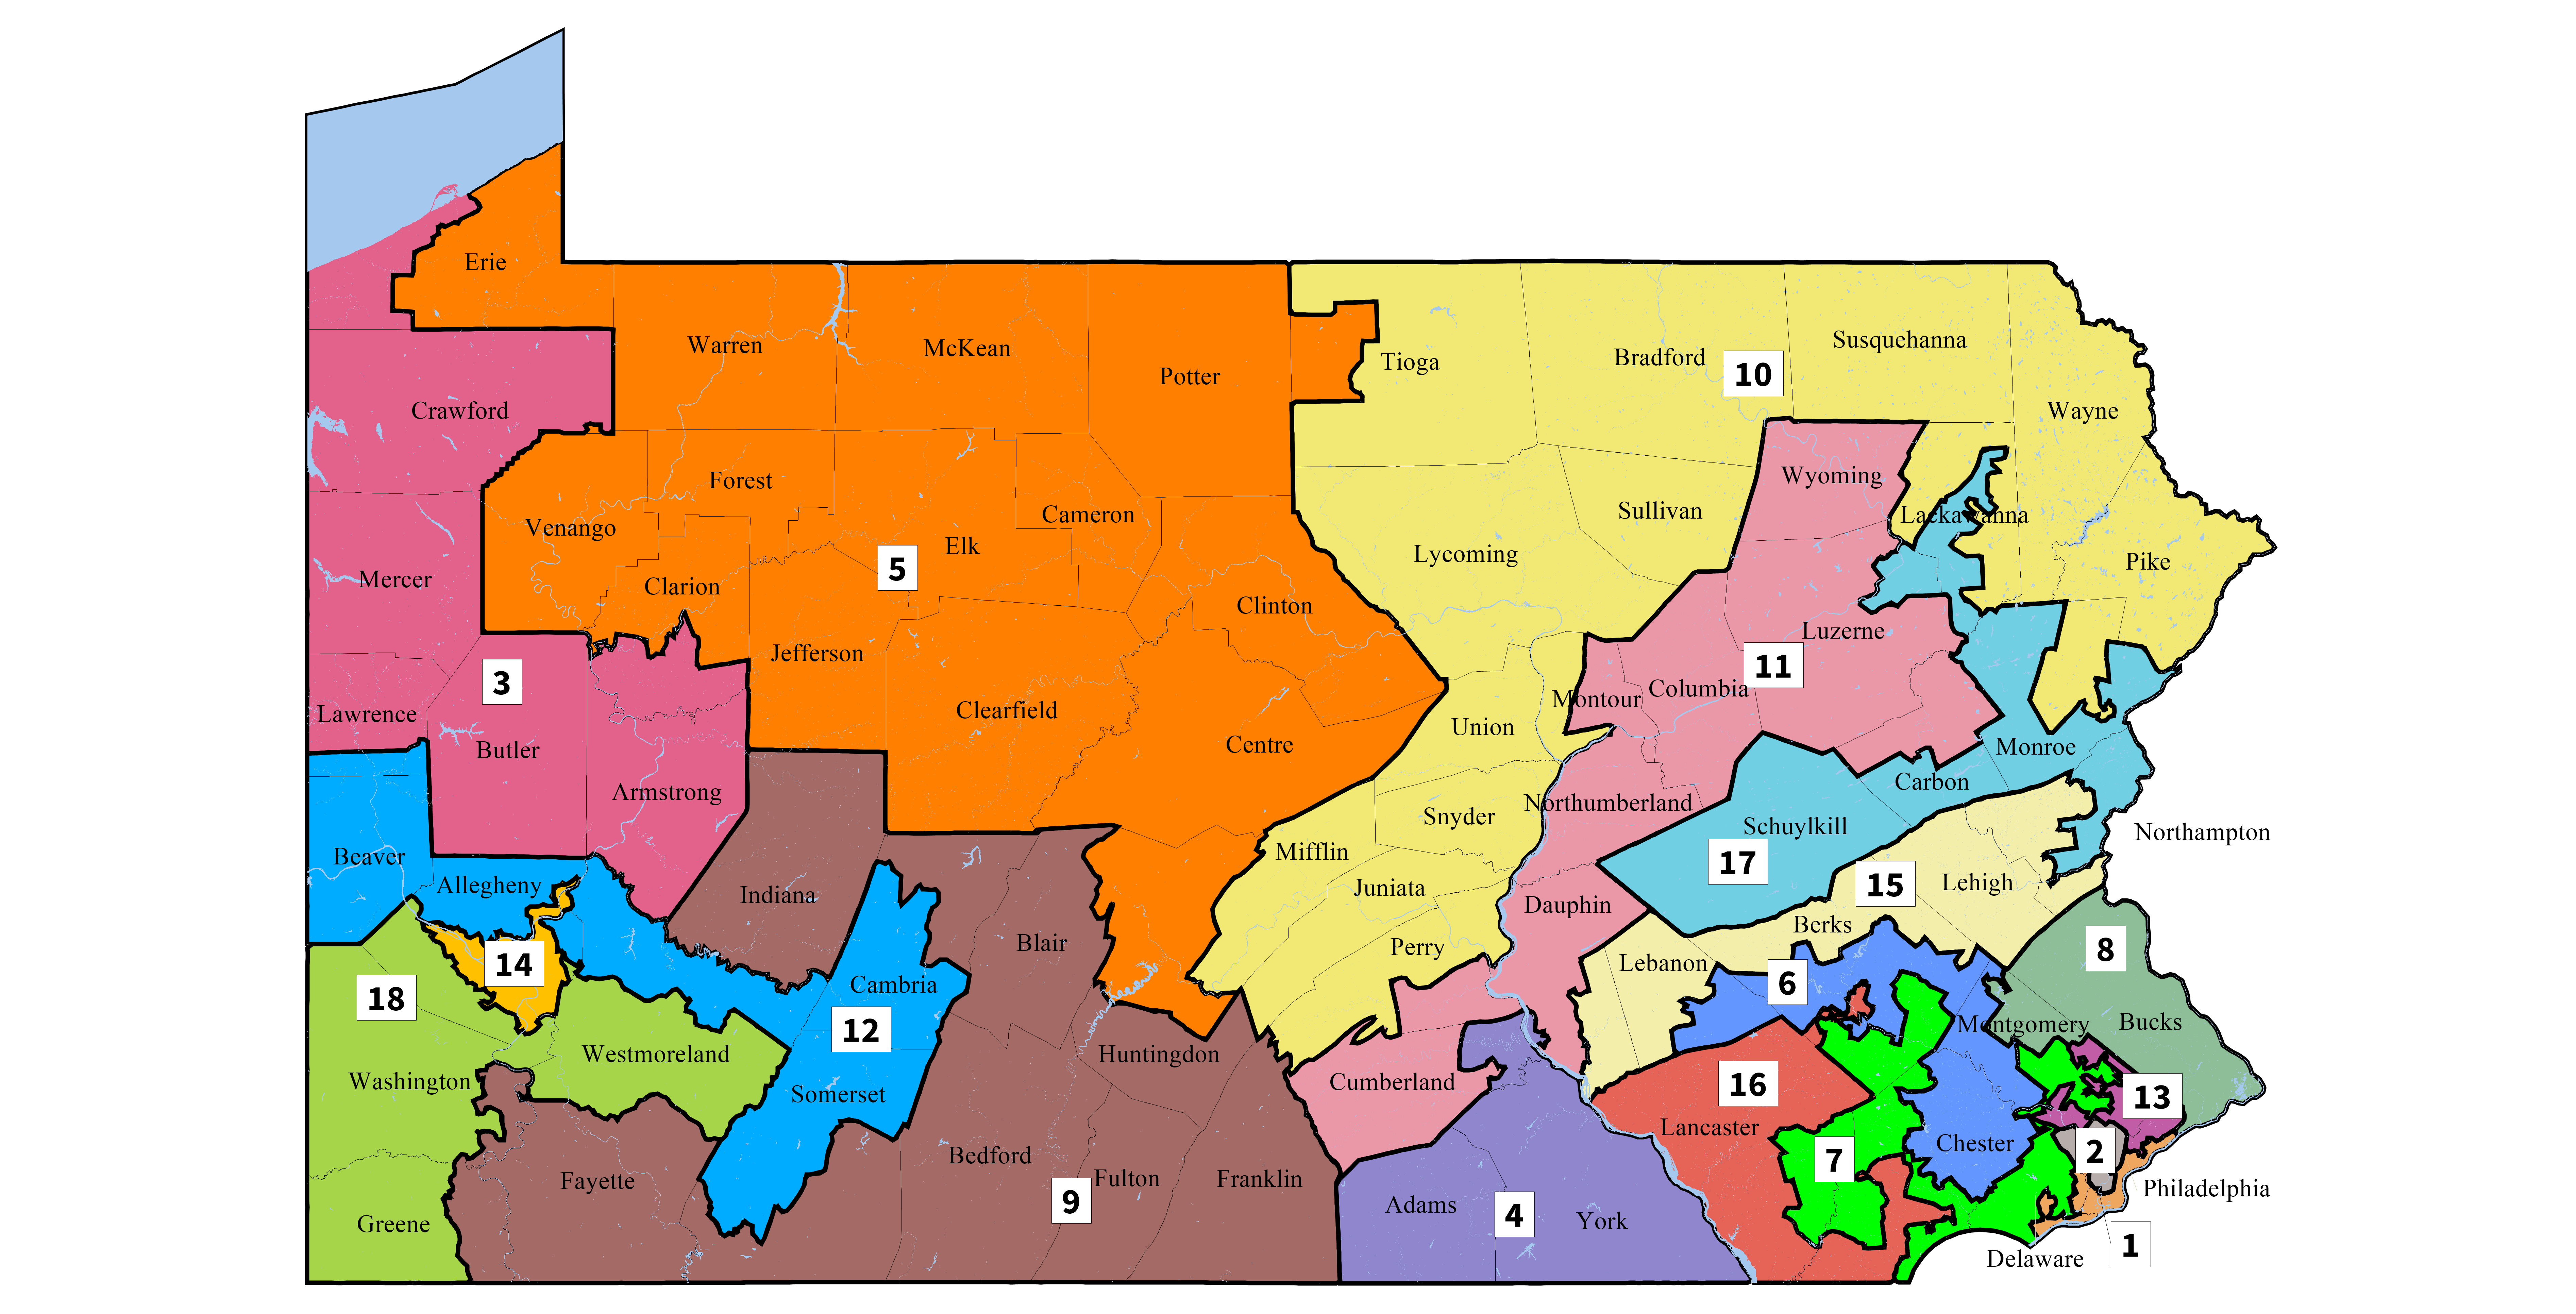 Erie
Warren
McKean
Potter
Tioga
Bradford
10
Susquehanna
Wayne
Crawford
Forest
Venango
Clarion
Cameron
Elk
5
Sullivan
Lycoming
Wyoming
Lackawanna
Pike
Mercer
Jefferson
Clinton
Luzerne
11
3
Lawrence
Butler
Clearfield
Centre
Union
Montour
Columbia
Monroe
Carbon
Armstrong
Snyder
Northumberland
Schuylkill
17
Northampton
Beaver
Allegheny
Indiana
Mifflin
Juniata
Dauphin
15
Lehigh
Berks
Blair
Perry
Lebanon
8
14
18
Cambria
12
6
Montgomery
Bucks
Westmoreland
Huntingdon
Washington
Somerset
Cumberland
16
13
Lancaster
Chester
2
7
Bedford
Fayette
9
Fulton
Franklin
Adams
4
York
Philadelphia
Greene
Delaware
1